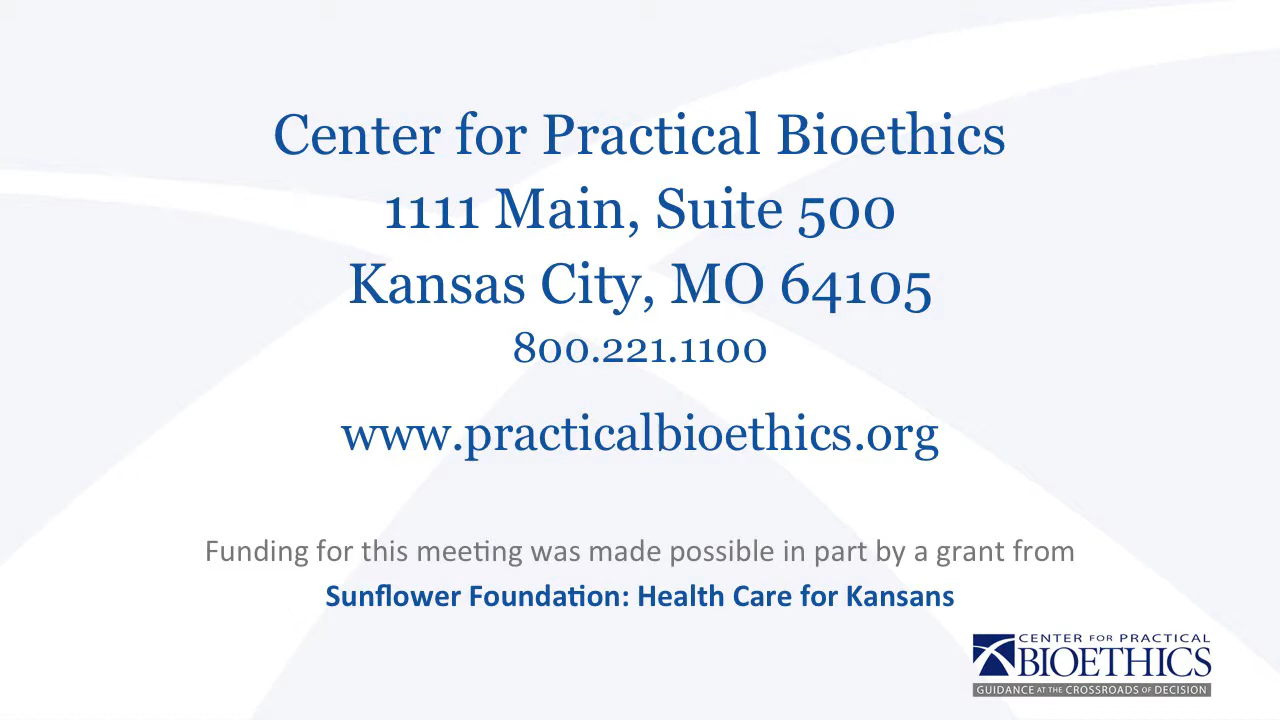 Center for Practical Bioethics
1111 Main, Suite 500
Kansas City, MO 64105
800.221.1100
www.practicalbioethics.org
Funding for this meeting was made possible in part by a grant from
Sunflower Foundation: Health Care for Kansans
CENTER FOR PRACTICAL
BIOETHICS
GUIDANCE AT THE CROSSROADS OF DECISION